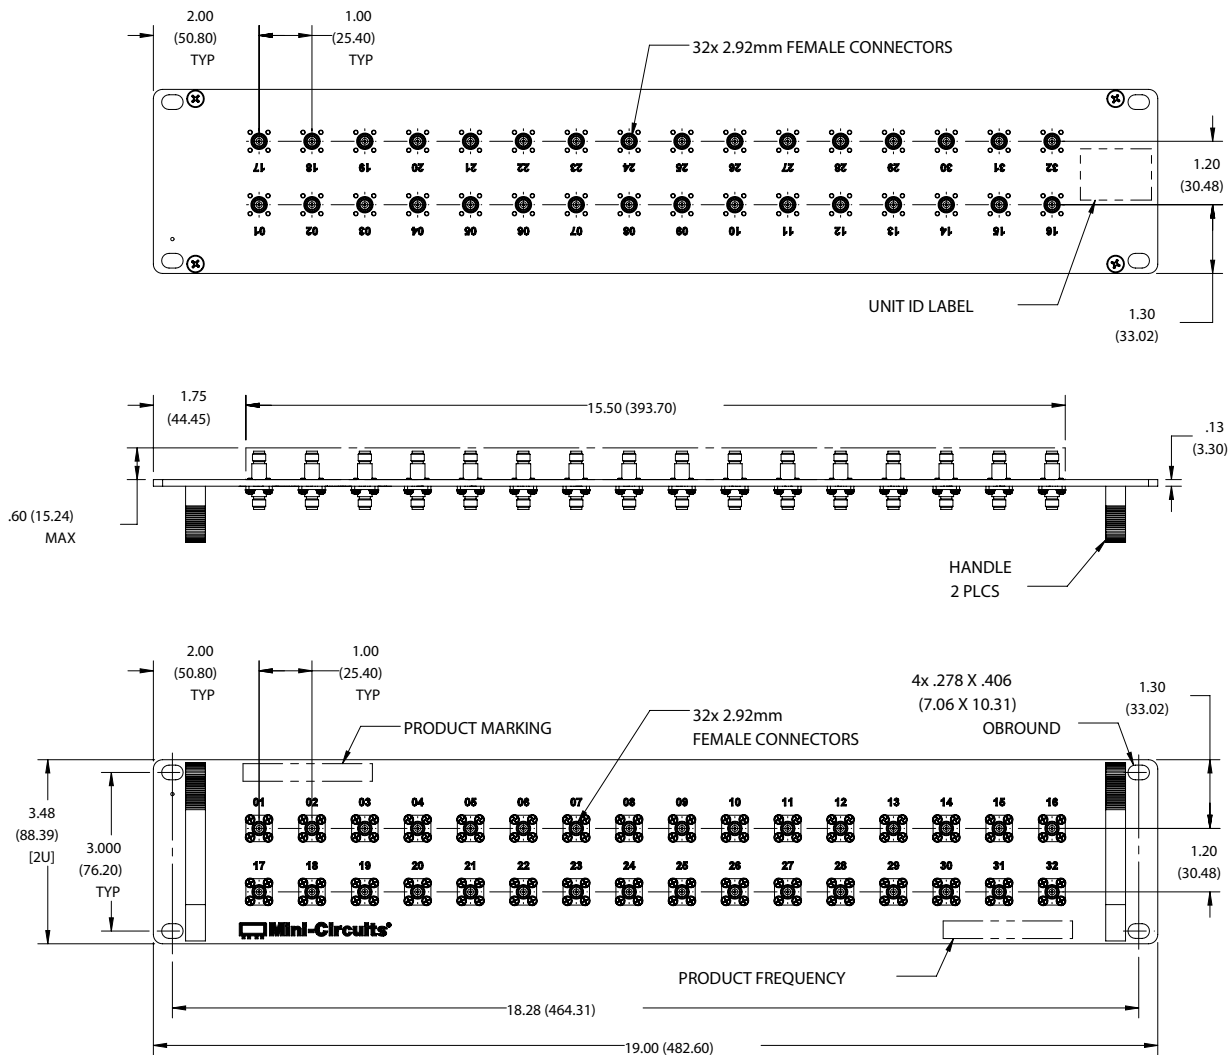 2.00
(50.80)
TYP
1.00
(25.40)
TYP
32x 2.92mm FEMALE CONNECTORS
17 18 19 20 21 22 23 24 25 26 27 28 29 30 31 32
1.20
(30.48)
01 02 03 04 05 06 07 08 09 10 11 12 13 14 15 16
UNIT ID LABEL
1.30
(33.02)
1.75
(44.45)
15.50 (393.70)
.13
(3.30)
.60 (15.24)
MAX
HANDLE
2 PLCS
2.00
(50.80)
TYP
1.00
(25.40)
TYP
PRODUCT MARKING
32x 2.92mm
FEMALE CONNECTORS
4x .278 X .406
(7.06 X 10.31)
OBROUND
1.30
(33.02)
01 02 03 04 05 06 07 08 09 10 11 12 13 14 15 16
3.48
(88.39)
[2U]
3.000
(76.20)
TYP
17 18 19 20 21 22 23 24 25 26 27 28 29 30 31 32
1.20
(30.48)
Mini-Circuits®
PRODUCT FREQUENCY
18.28 (464.31)
19.00 (482.60)